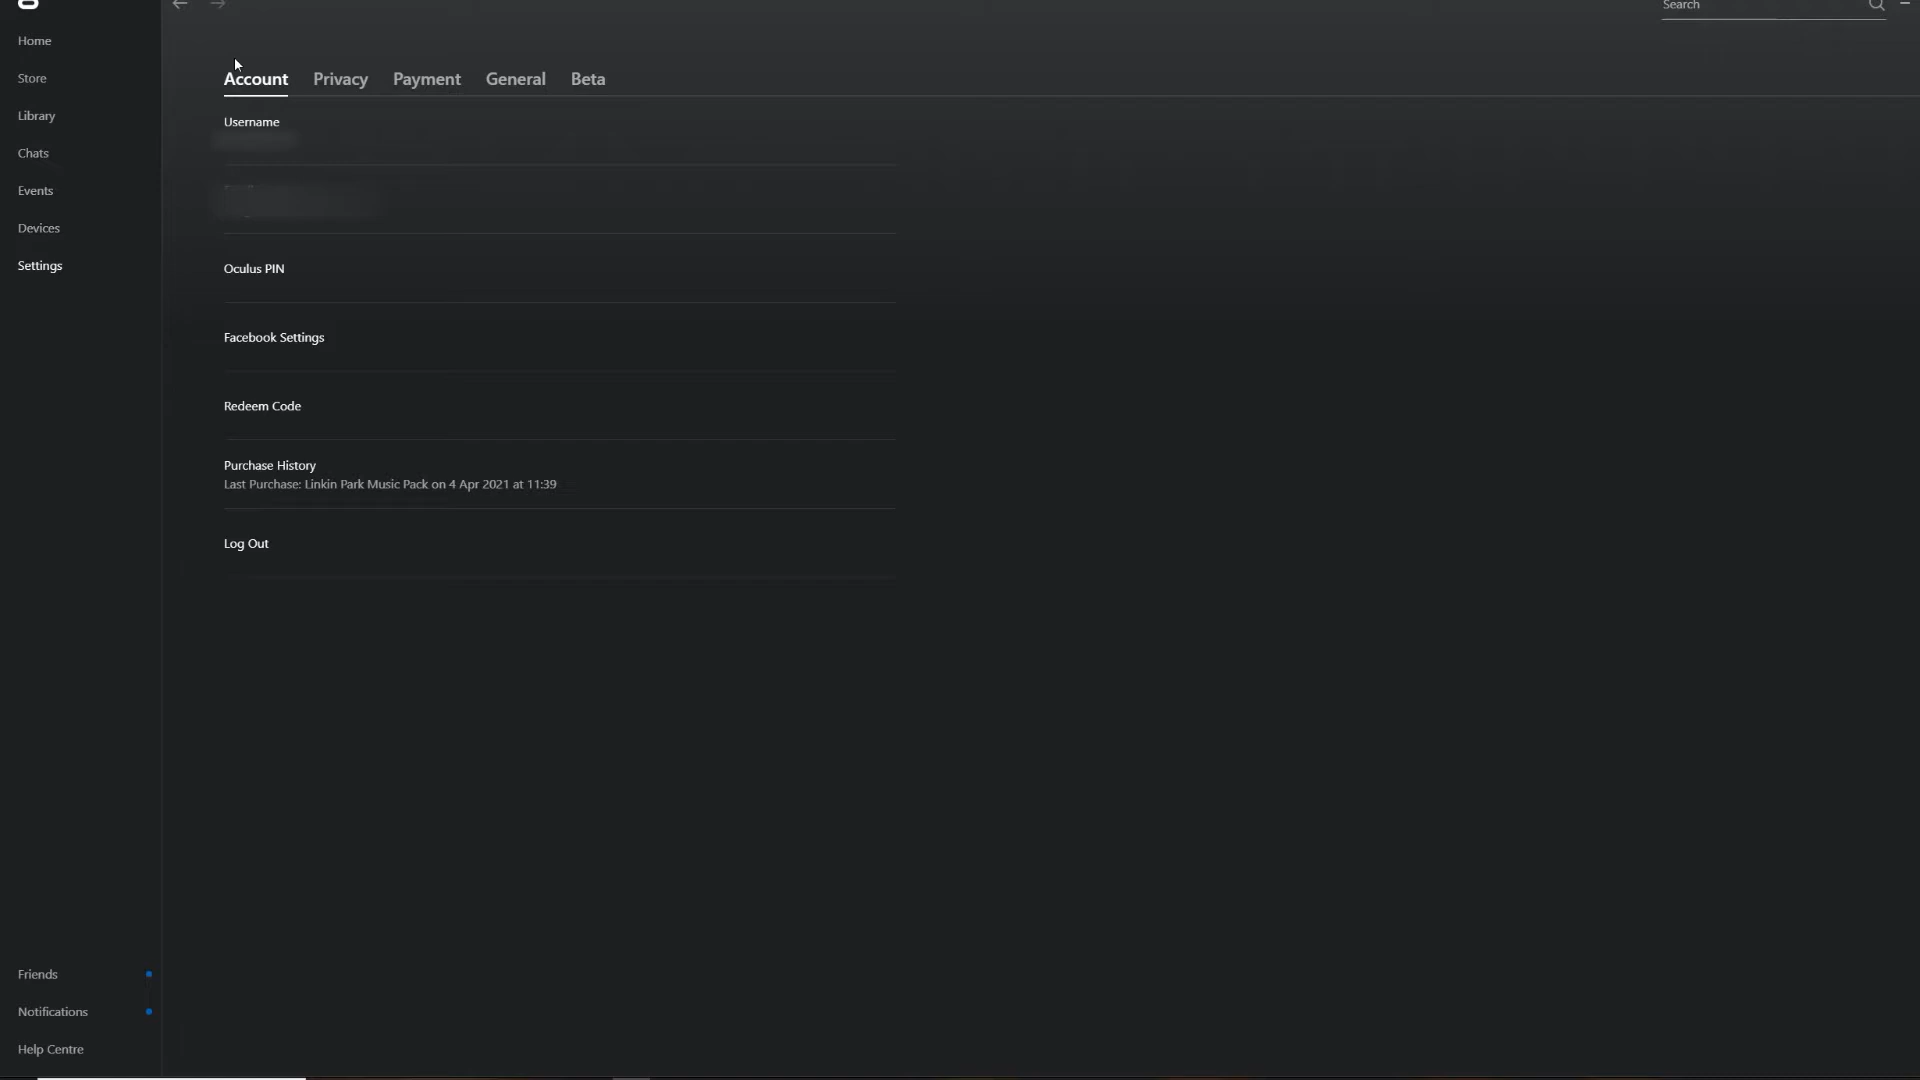 Search
Home
Store
Library
Chats
Events
Devices
Settings
Account Privacy Payment General Beta
Username
Oculus PIN
Facebook Settings
Redeem Code
Purchase History
Last Purchase: Linkin Park Music Pack on 4 Apr 2021 at 11:39
Log Out
Friends
Notifications
Help Centre